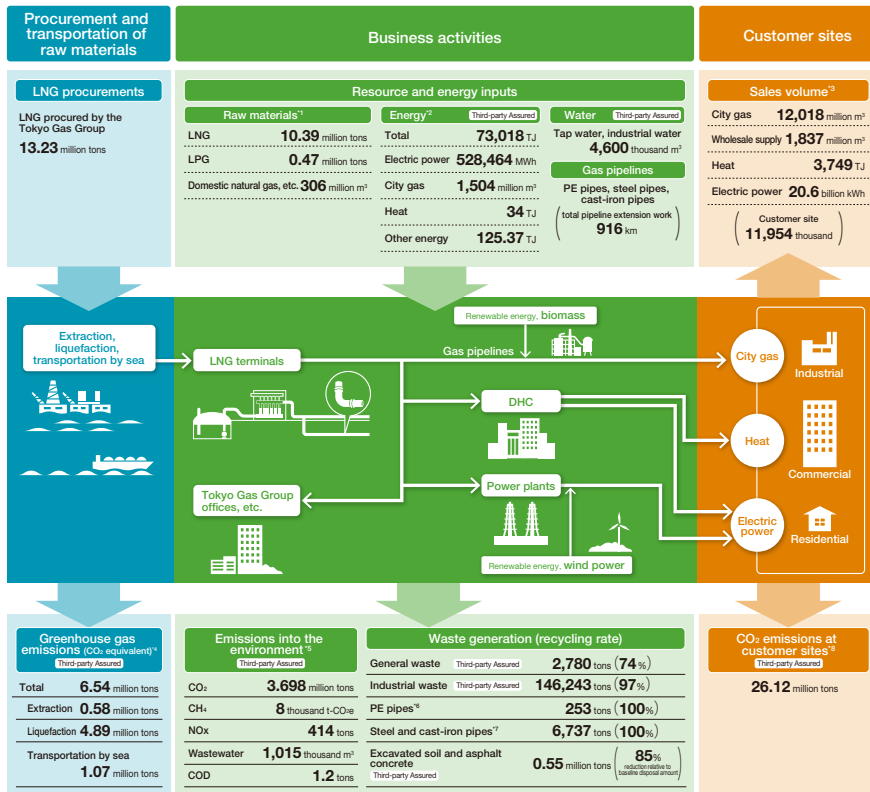 Procurement and
transportation of
raw materials
Business activities
Customer sites
LNG procurements
LNG procured by the
Tokyo Gas Group
13.23 million tons
Resource and energy inputs
Raw materials*1
LNG 10.39 million tons
LPG 0.47 million tons
Domestic natural gas, etc. 306 million m³
Energy*2 Third-party Assured
Total 73,018 TJ
Electric power 528,464 MWh
City gas 1,504 million m³
Heat 34 TJ
Other energy 125.37 TJ
Water Third-party Assured
Tap water, industrial water
4,600 thousand m³
Gas pipelines
PE pipes, steel pipes,
cast-iron pipes
(total pipeline extension work
916 km)
Sales volume*3
City gas 12,018 million m³
Wholesale supply 1,837 million m³
Heat 3,749 TJ
Electric power 20.6 billion kWh
(Customer site
11,954 thousand)
Extraction,
liquefaction,
transportation by sea
LNG terminals
Renewable energy, biomass
Gas pipelines
DHC
Tokyo Gas Group
offices, etc.
Power plants
Renewable energy, wind power
City gas
Heat
Electric
power
Industrial
Commercial
Residential
Greenhouse gas
emissions (CO₂ equivalent)*4
Third-party Assured
Total 6.54 million tons
Extraction 0.58 million tons
Liquefaction 4.89 million tons
Transportation by sea
1.07 million tons
Emissions into the
environment*5
Third-party Assured
CO₂ 3.698 million tons
CH₄ 8 thousand t-CO₂e
NOx 414 tons
Wastewater 1,015 thousand m³
COD 1.2 tons
Waste generation (recycling rate)
General waste Third-party Assured 2,780 tons (74%)
Industrial waste Third-party Assured 146,243 tons (97%)
PE pipes*6 253 tons (100%)
Steel and cast-iron pipes*7 6,737 tons (100%)
Excavated soil and asphalt
concrete
Third-party Assured
0.55 million tons (85%
reduction relative to
baseline disposal amount)
CO₂ emissions at
customer sites*8
Third-party Assured
26.12 million tons